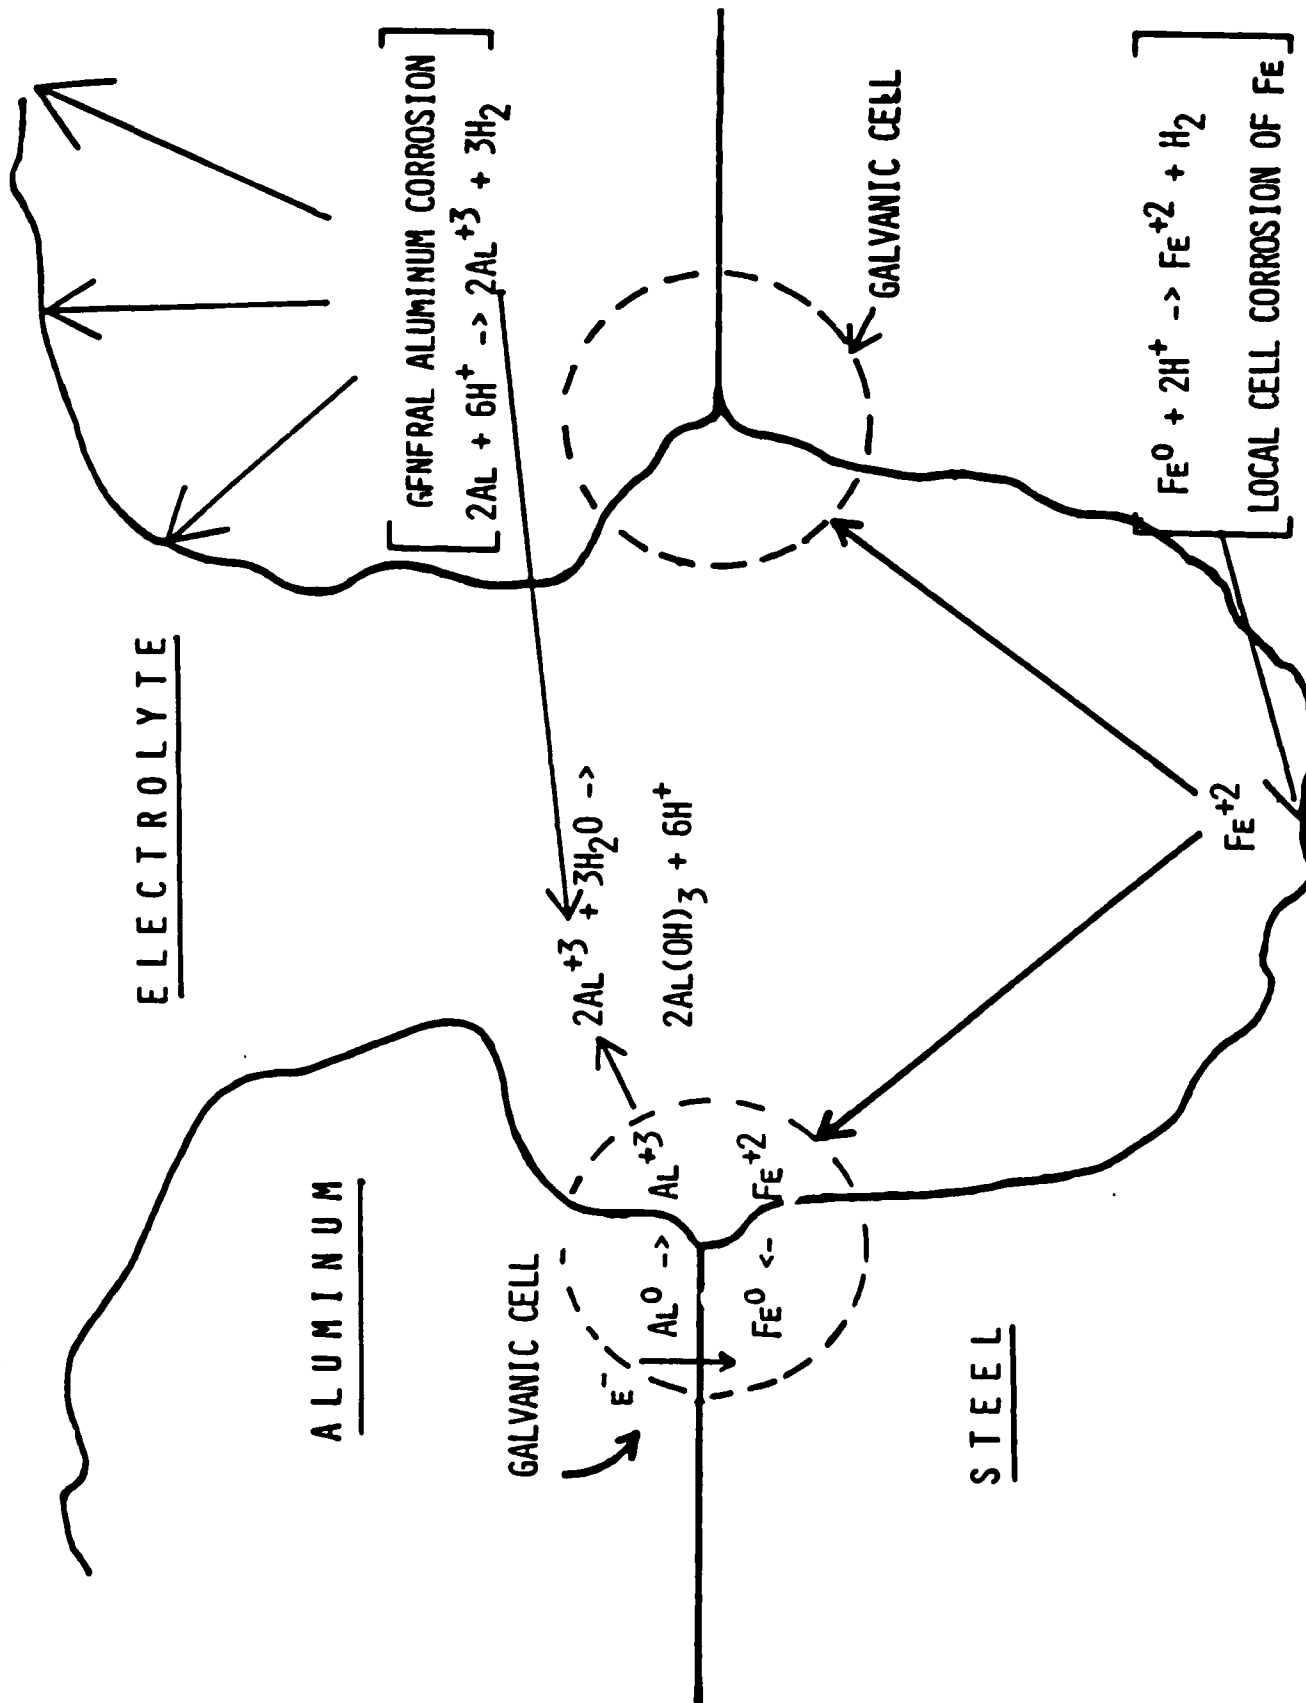 ELECTROLYTE
ALUMINUM
GENERAL ALUMINUM CORROSION
2AL + 6H⁺ -> 2AL⁺³ + 3H₂
GALVANIC CELL
E⁻
AL⁰ -> AL⁺³
FE⁰ <- FE⁺²
2AL⁺³ + 3H₂O ->
2AL(OH)₃ + 6H⁺
GALVANIC CELL
STEEL
FE⁺²
FE⁰ + 2H⁺ -> FE⁺² + H₂
LOCAL CELL CORROSION OF FE